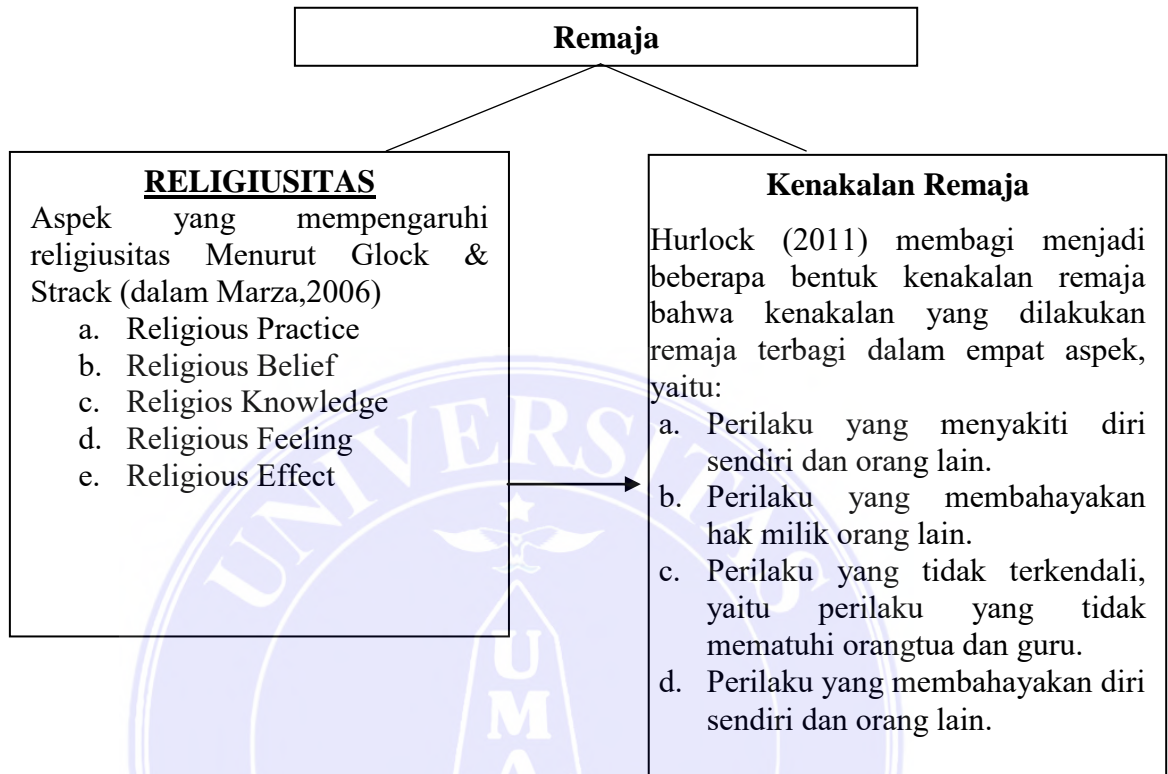 Remaja
RELIGIUSITAS
Aspek yang mempengaruhi
religiusitas Menurut Glock &
Strack (dalam Marza,2006)
a. Religious Practice
b. Religious Belief
c. Religios Knowledge
d. Religious Feeling
e. Religious Effect
Kenakalan Remaja
Hurlock (2011) membagi menjadi
beberapa bentuk kenakalan remaja
bahwa kenakalan yang dilakukan
remaja terbagi dalam empat aspek,
yaitu:
a. Perilaku yang menyakiti diri
sendiri dan orang lain.
b. Perilaku yang membahayakan
hak milik orang lain.
c. Perilaku yang tidak terkendali,
yaitu perilaku yang tidak
mematuhi orangtua dan guru.
d. Perilaku yang membahayakan diri
sendiri dan orang lain.
UNIVERSITAS
U
M
A